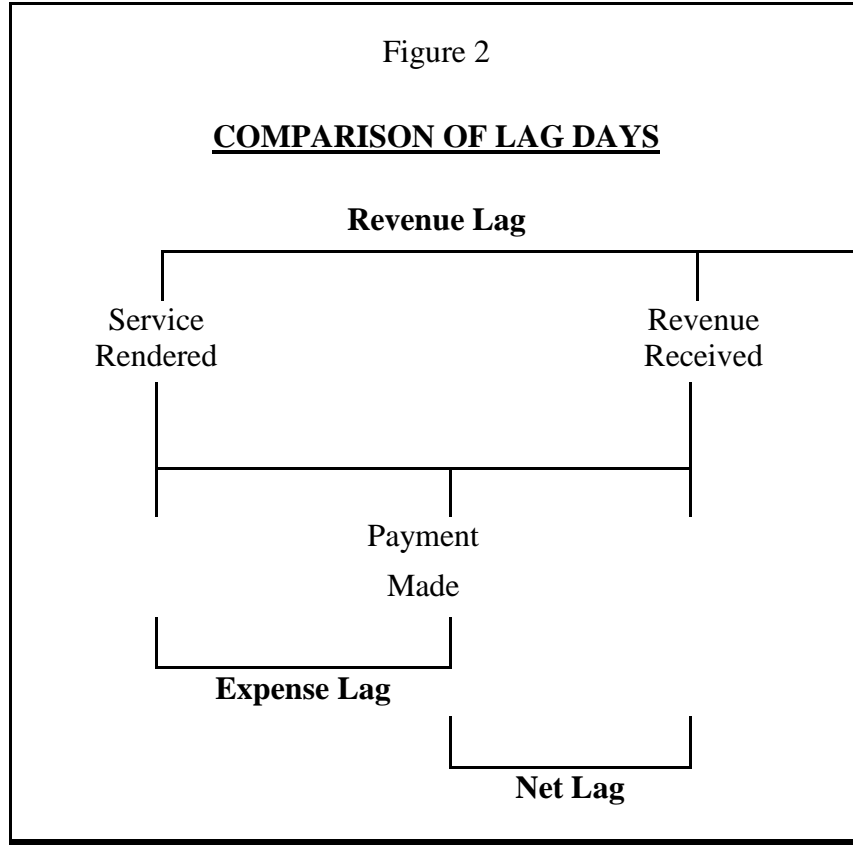 Figure 2
COMPARISON OF LAG DAYS
Revenue Lag
Service Rendered
Revenue Received
Payment
Made
Expense Lag
Net Lag